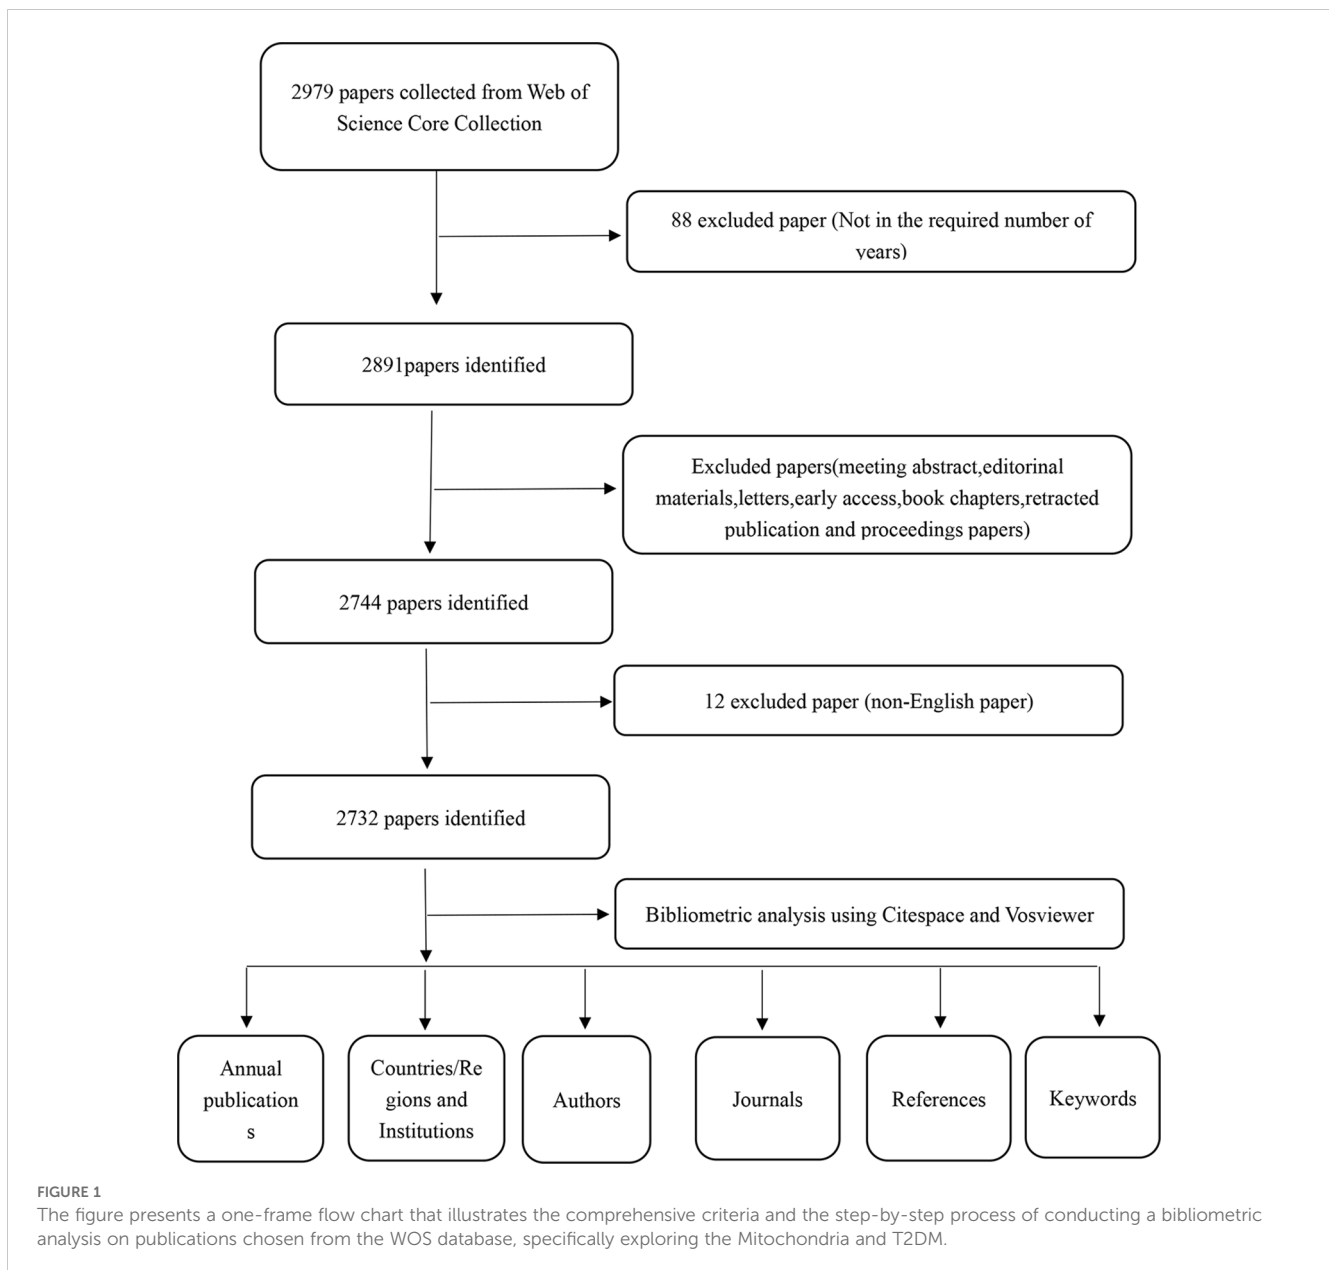 2979 papers collected from Web of
Science Core Collection
88 excluded paper (Not in the required number of
years)
2891papers identified
Excluded papers(meeting abstract,editorinal
materials,letters,early access,book chapters,retracted
publication and proceedings papers)
2744 papers identified
12 excluded paper (non-English paper)
2732 papers identified
Bibliometric analysis using Citespace and Vosviewer
Annual
publication
s
Countries/Re
gions and
Institutions
Authors
Journals
References
Keywords
FIGURE 1
The figure presents a one-frame flow chart that illustrates the comprehensive criteria and the step-by-step process of conducting a bibliometric
analysis on publications chosen from the WOS database, specifically exploring the Mitochondria and T2DM.